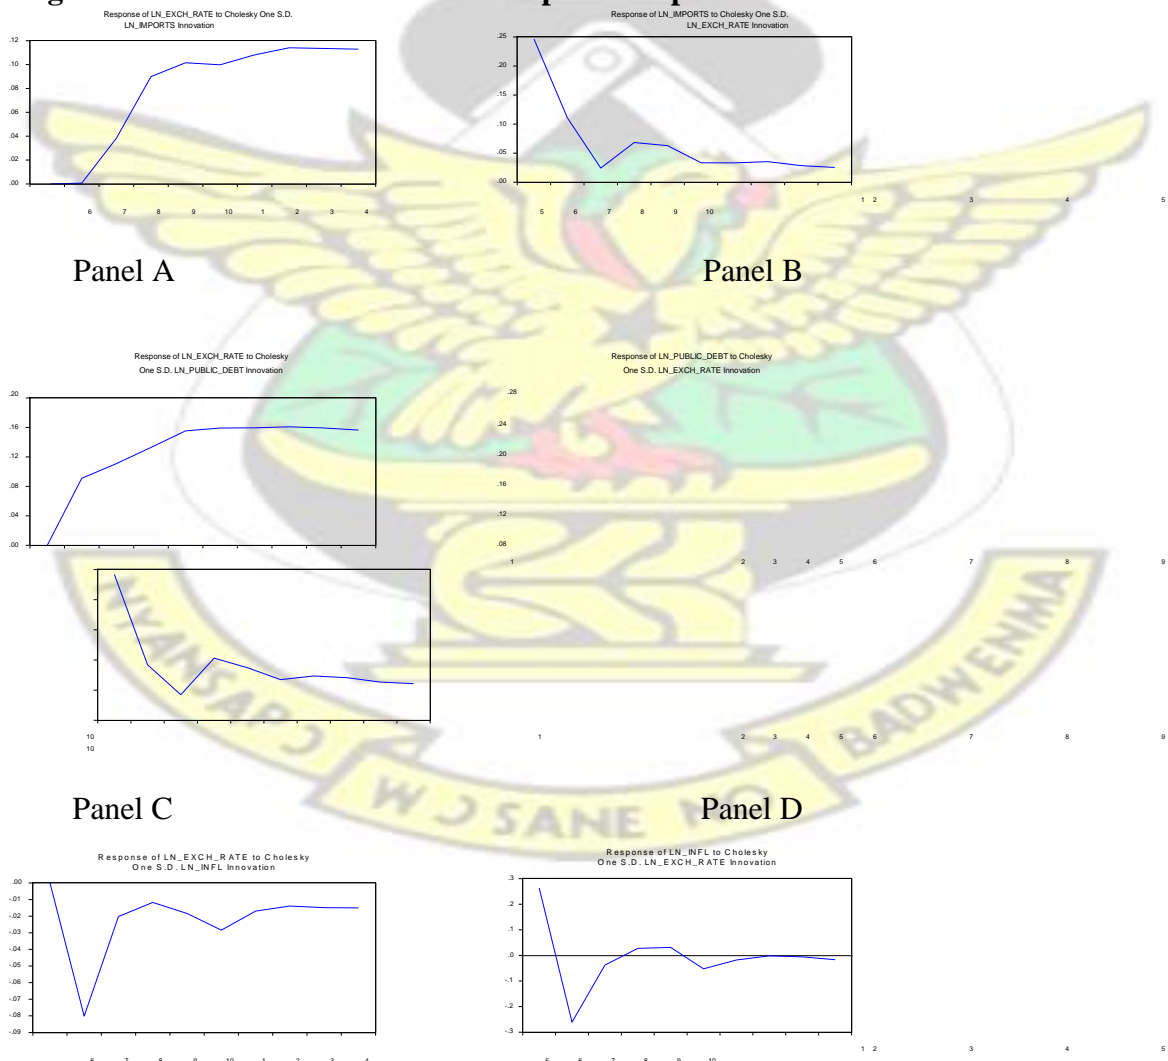 Response of LN_EXCH_RATE to Cholesky One S.D.
LN_IMPORTS Innovation
.12
.10
.08
.06
.04
.02
.00
6 7 8 9 10 1 2 3 4
Panel A
Response of LN_IMPORTS to Cholesky One S.D.
LN_EXCH_RATE Innovation
.25
.20
.15
.10
.05
.00
5 6 7 8 9 10 1 2 3 4 5
Panel B
Response of LN_EXCH_RATE to Cholesky
One S.D. LN_PUBLIC_DEBT Innovation
.20
.16
.12
.08
.04
.00
Response of LN_PUBLIC_DEBT to Cholesky
One S.D. LN_EXCH_RATE Innovation
.28
.24
.20
.16
.12
.08
1 2 3 4 5 6 7 8 9
10 1 2 3 4 5 6 7 8 9
10
Panel C
Panel D
NYANSAPƆ
WƆ SANE NO
BADWENMA
Response of LN_EXCH_RATE to Cholesky
One S.D. LN_INFL Innovation
.00
-.01
-.02
-.03
-.04
-.05
-.06
-.07
-.08
-.09
6 7 8 9 10 1 2 3 4
Response of LN_INFL to Cholesky
One S.D. LN_EXCH_RATE Innovation
.3
.2
.1
.0
-.1
-.2
-.3
5 6 7 8 9 10 1 2 3 4 5